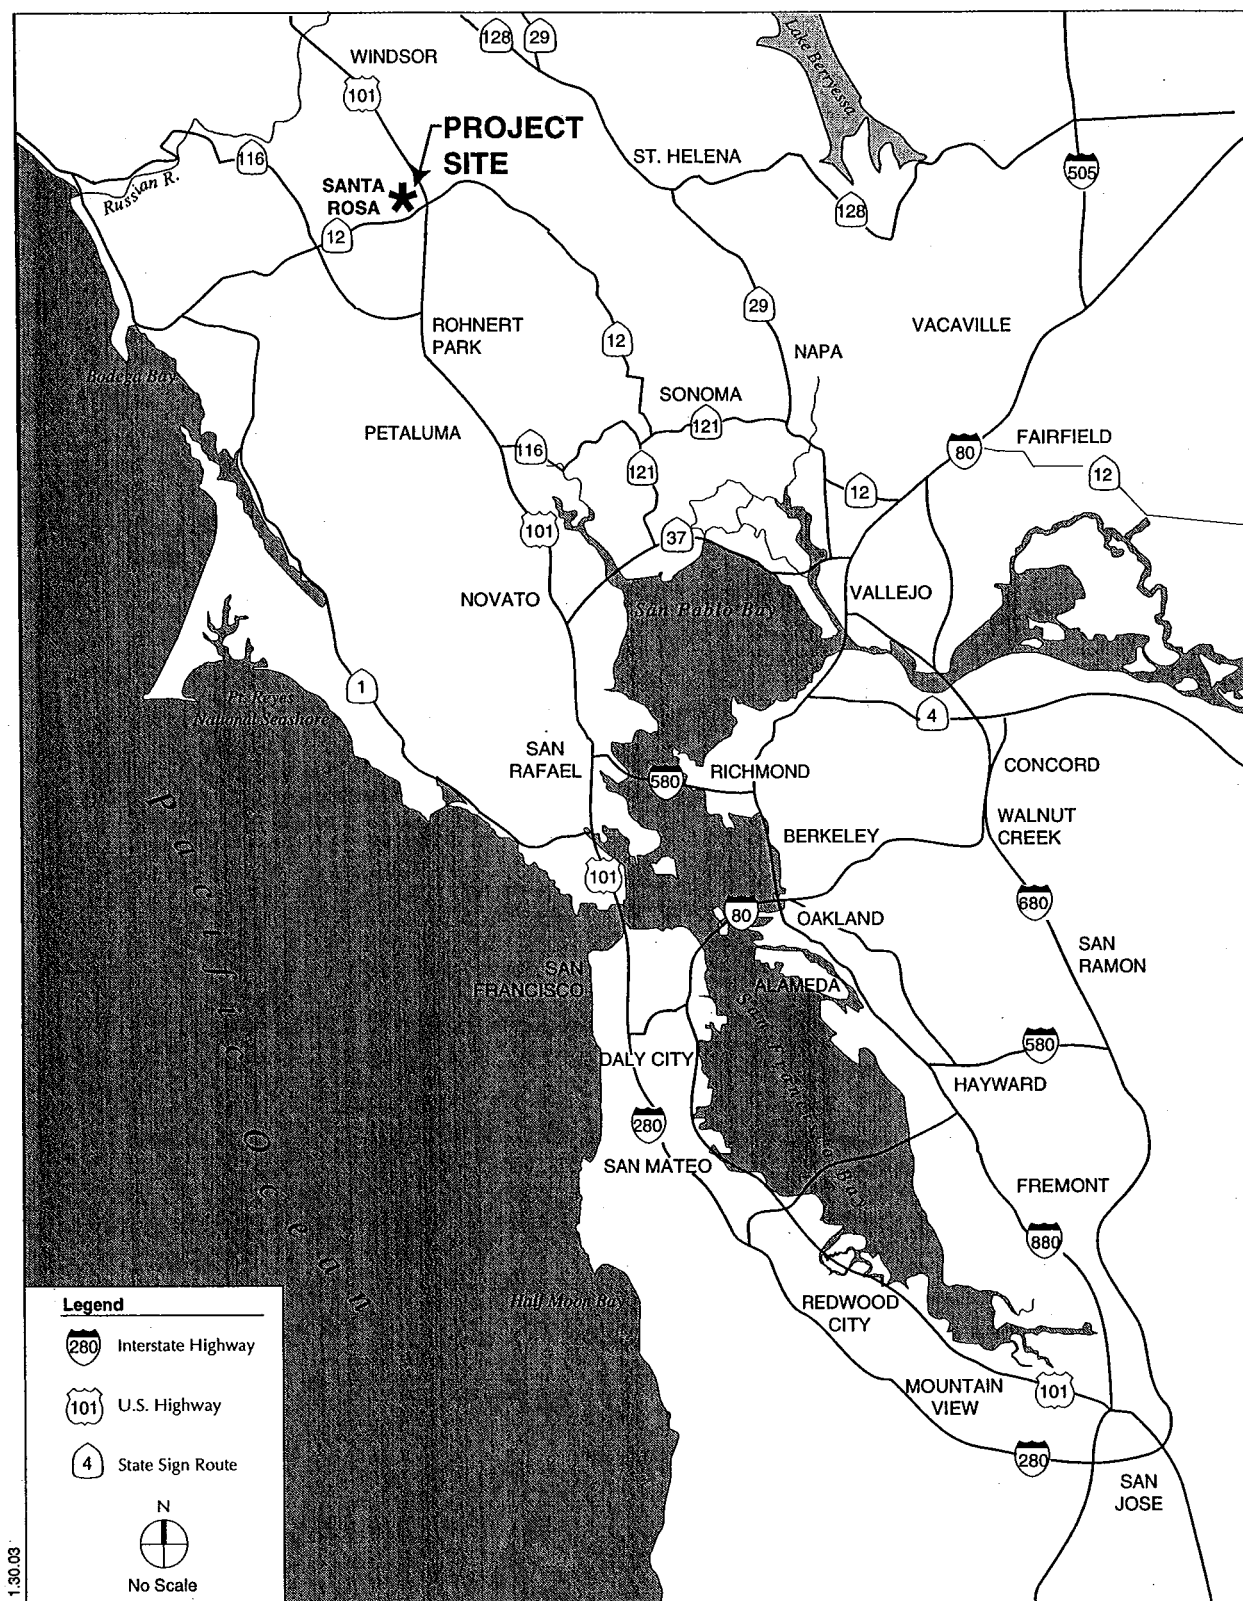 128
29
Lake Berryessa
WINDSOR
101
PROJECT
SITE
116
ST. HELENA
505
Russian R.
SANTA
ROSA
*
128
12
29
ROHNERT
PARK
12
VACAVILLE
NAPA
Bodega Bay
SONOMA
121
PETALUMA
116
121
80
FAIRFIELD
12
12
101
37
NOVATO
San Pablo Bay
VALLEJO
1
Pt. Reyes
National Seashore
4
SAN
RAFAEL
580
RICHMOND
CONCORD
Pacific Ocean
BERKELEY
WALNUT
CREEK
101
80
OAKLAND
680
SAN
RAMON
SAN
FRANCISCO
ALAMEDA
San Francisco Bay
DALY CITY
580
HAYWARD
280
SAN MATEO
FREMONT
880
Half Moon Bay
REDWOOD
CITY
MOUNTAIN
VIEW
101
280
SAN
JOSE
Legend
280 Interstate Highway
101 U.S. Highway
4 State Sign Route
N
No Scale
1.30.03